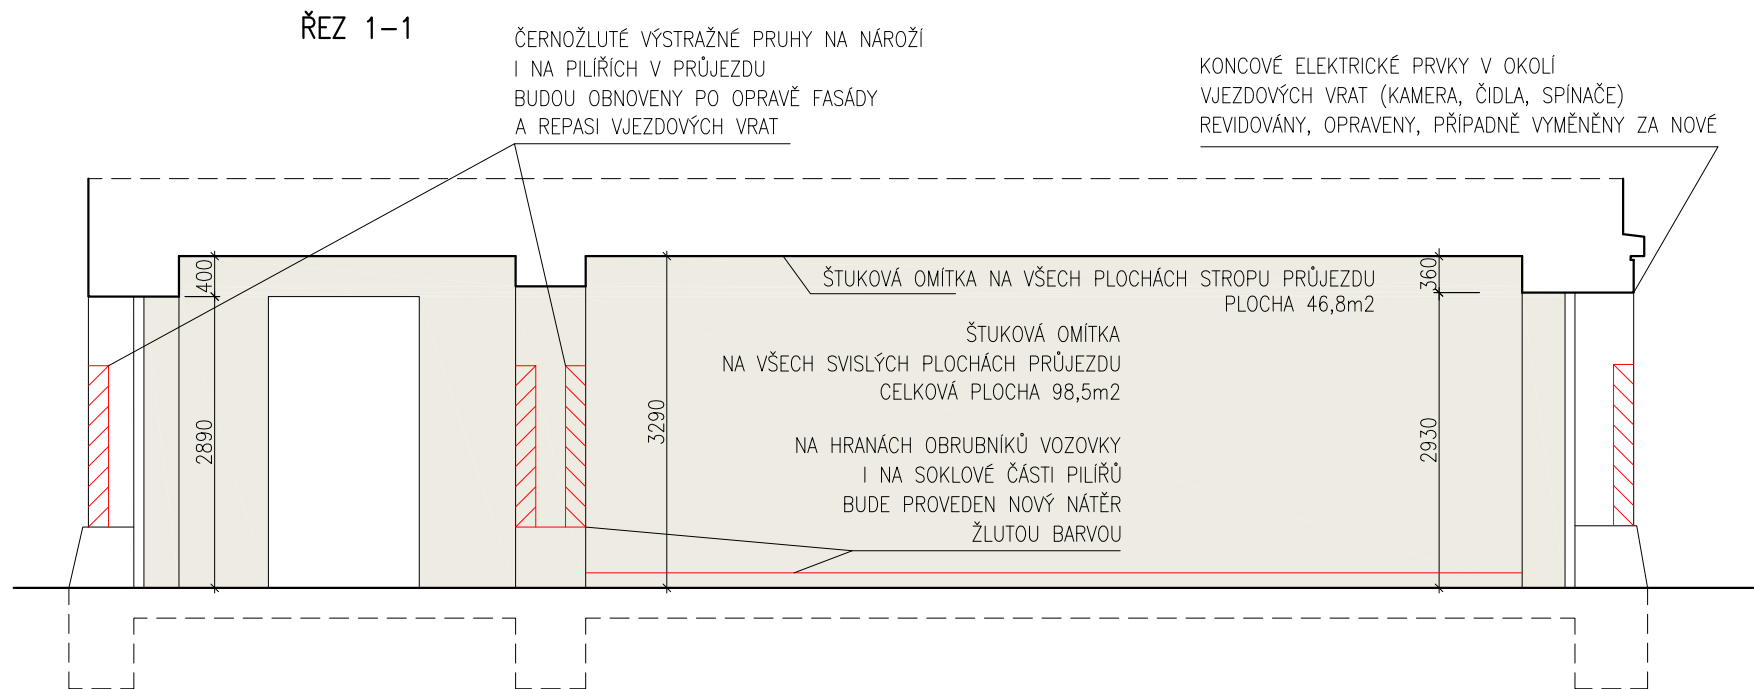 ŘEZ 1-1
ČERNOŽLUTÉ VÝSTRAŽNÉ PRUHY NA NÁROŽÍ
I NA PILÍŘÍCH V PRŮJEZDU
BUDOU OBNOVENY PO OPRAVĚ FASÁDY
A REPASI VJEZDOVÝCH VRAT
KONCOVÉ ELEKTRICKÉ PRVKY V OKOLÍ
VJEZDOVÝCH VRAT (KAMERA, ČIDLA, SPÍNAČE)
REVIDOVÁNY, OPRAVENY, PŘÍPADNĚ VYMĚNĚNY ZA NOVÉ
400
360
ŠTUKOVÁ OMÍTKA NA VŠECH PLOCHÁCH STROPU PRŮJEZDU
PLOCHA 46,8m2
ŠTUKOVÁ OMÍTKA
NA VŠECH SVISLÝCH PLOCHÁCH PRŮJEZDU
CELKOVÁ PLOCHA 98,5m2
2890
3290
2930
NA HRANÁCH OBRUBNÍKŮ VOZOVKY
I NA SOKLOVÉ ČÁSTI PILÍŘŮ
BUDE PROVEDEN NOVÝ NÁTĚR
ŽLUTOU BARVOU